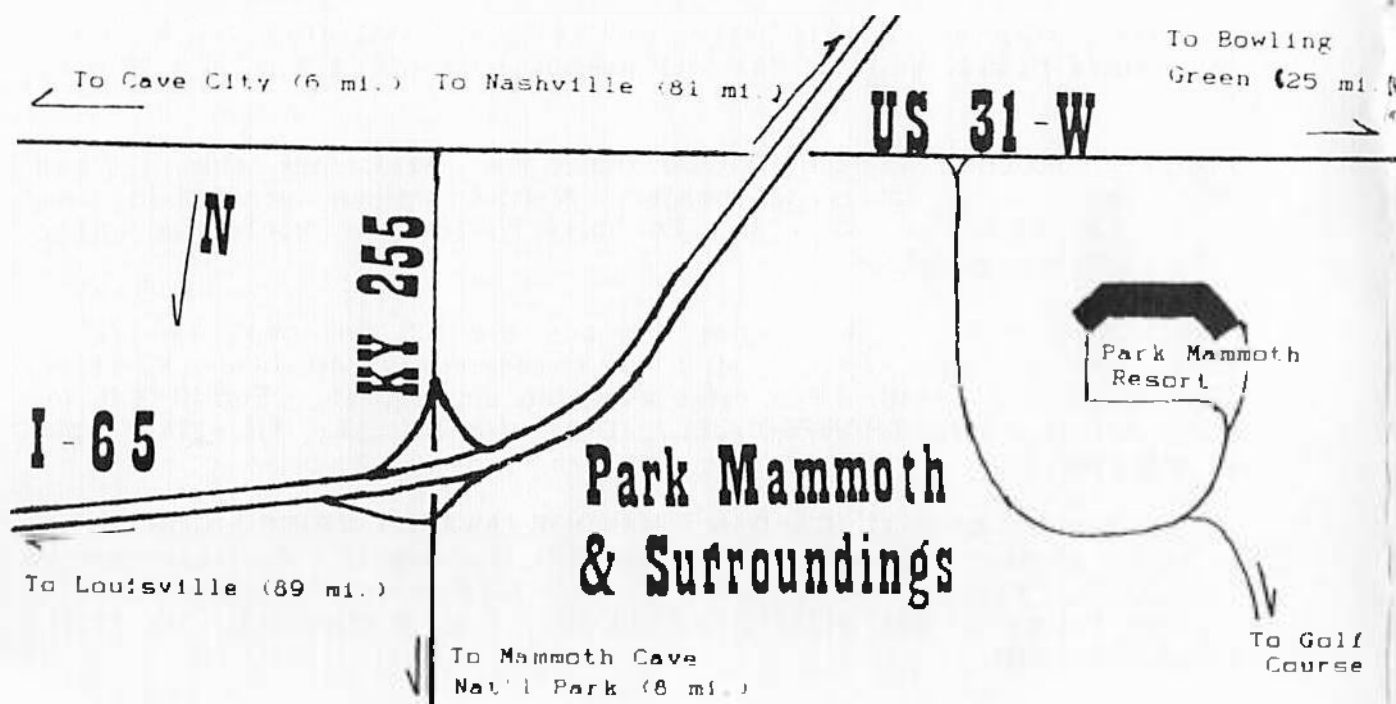 To Cave City (6 mi.) To Nashville (81 mi.)
To Bowling
Green (25 mi.)
US 31-W
N
KY 255
I-65
Park Mammoth
Resort
Park Mammoth
& Surroundings
To Louisville (89 mi.)
To Mammoth Cave
Nat'l Park (8 mi.)
To Golf
Course